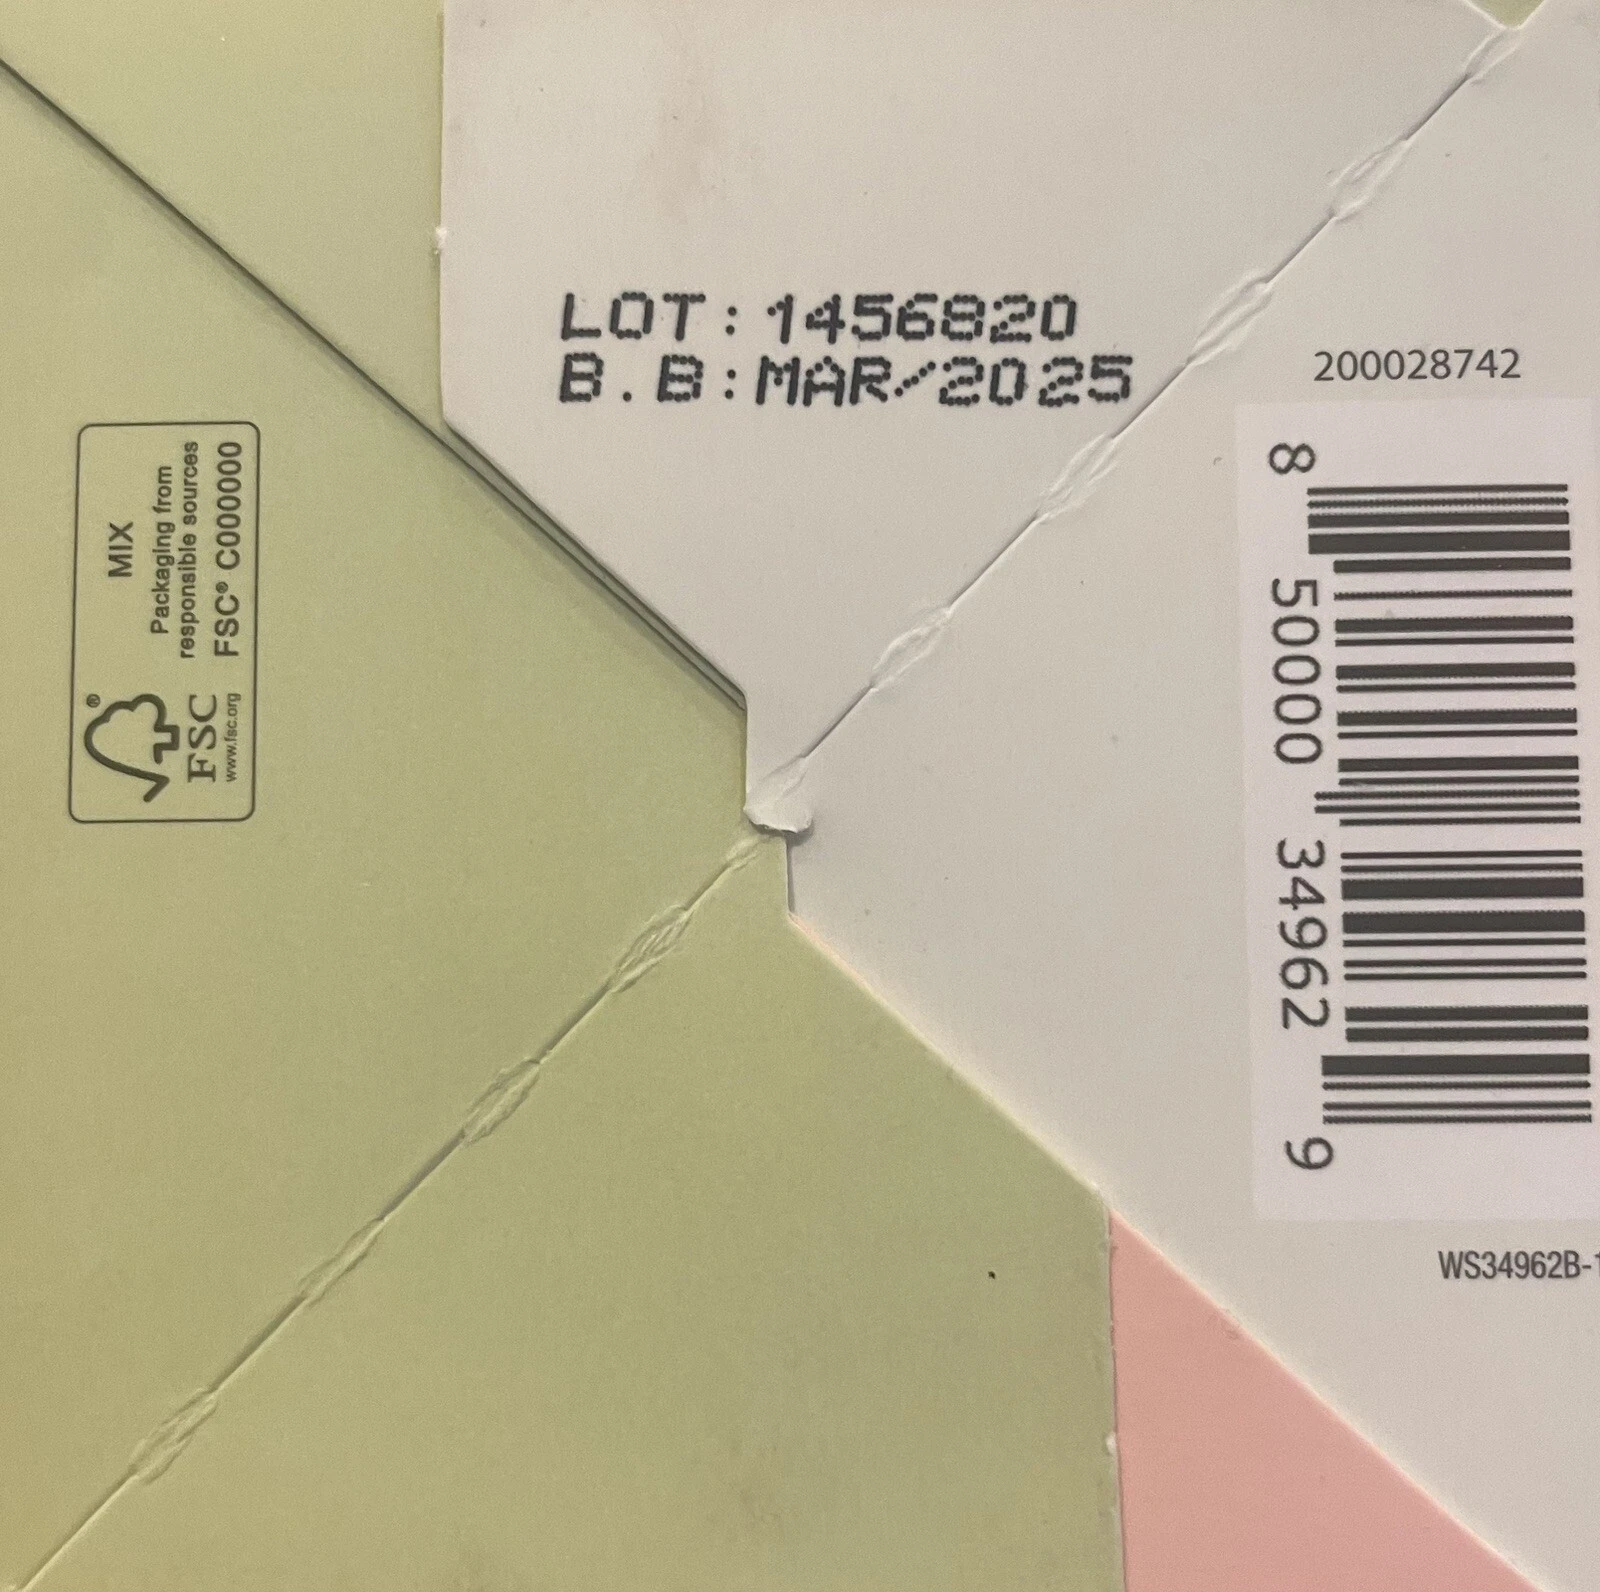 LOT: 1456820
B.B:MAR/2025
200028742
8 50000 34962 9
WS34962B-1
MIX
Packaging from
responsible sources
FSC® C000000
®
FSC
www.fsc.org